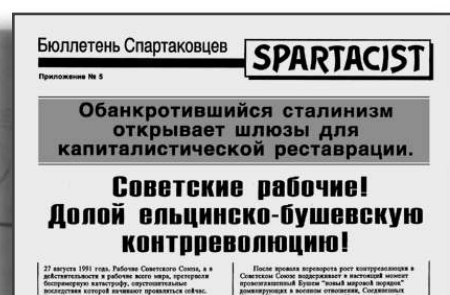 Бюллетень Спартаковцев
SPARTACIST
Приложение № 5
Обанкротившийся сталинизм
открывает шлюзы для
капиталистической реставрации.
Советские рабочие!
Долой ельцинско-бушевскую
контрреволюцию!
27 августа 1991 года. Рабочие Советского Союза, а в
действительности и рабочие всего мира, претерпели
беспримерную катастрофу, опустошительные
последствия которой начинают проявляться сейчас.
После провала переворота рост контрреволюции в
Советском Союзе поддерживает в настоящий момент
провозглашенный Бушем "новый мировой порядок"
доминирующих в военном отношении, Соединенных